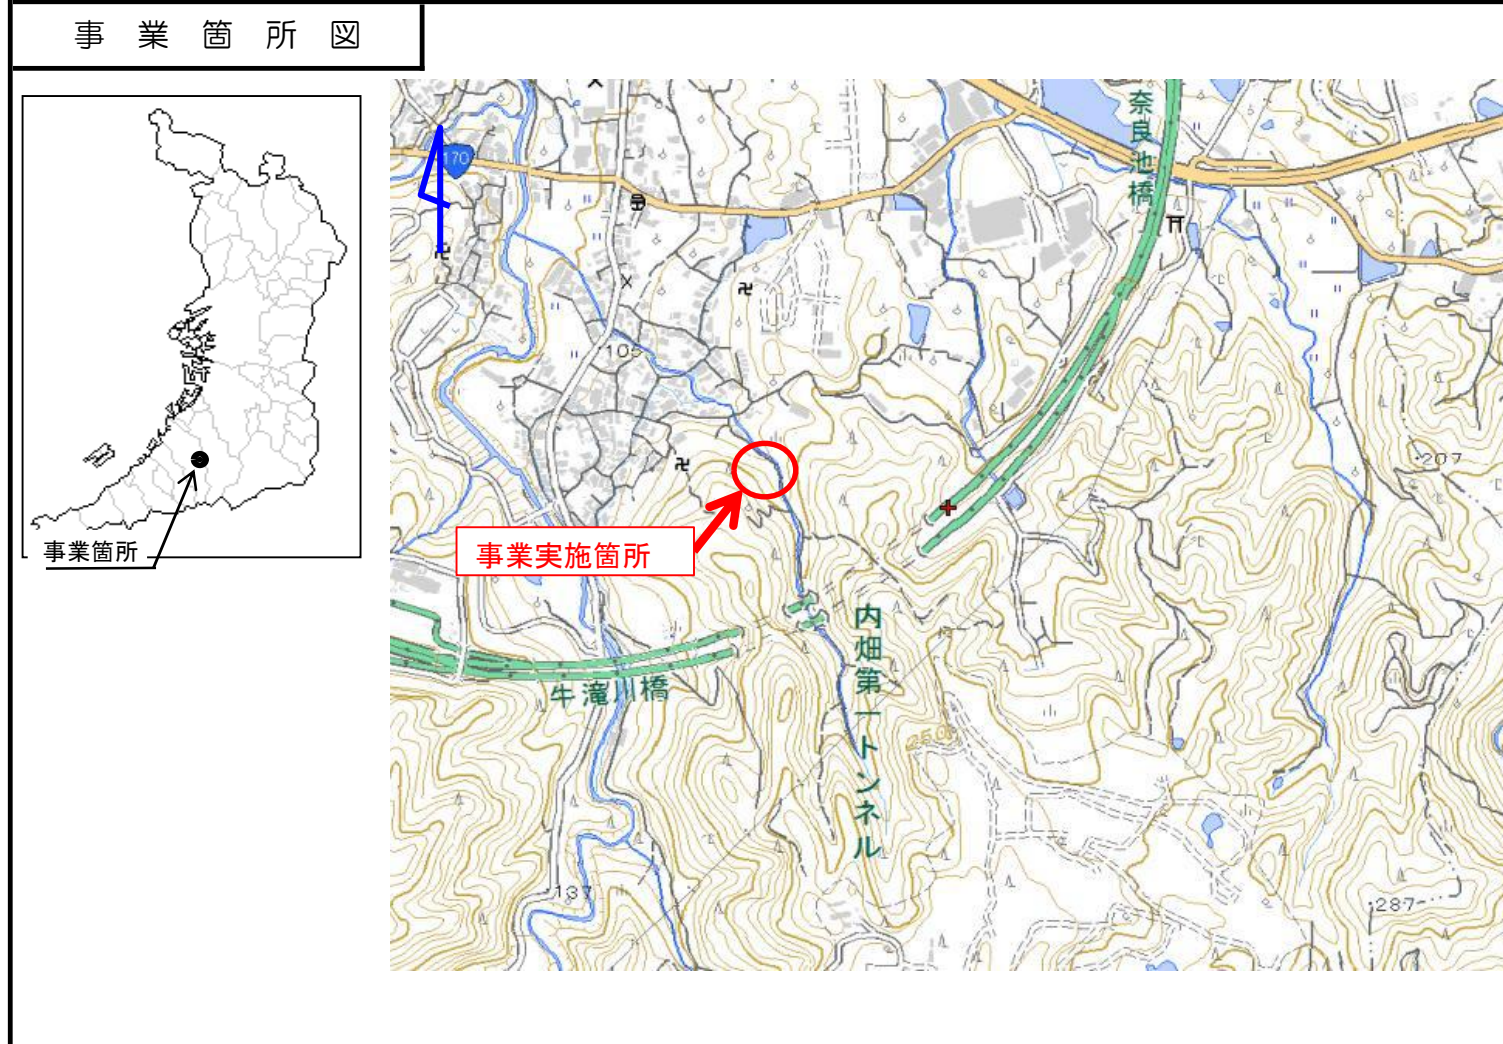 事業箇所図
事業箇所
170
奈良池橋
105
207
事業実施箇所
内畑第一トンネル
牛滝川橋
250
137
287